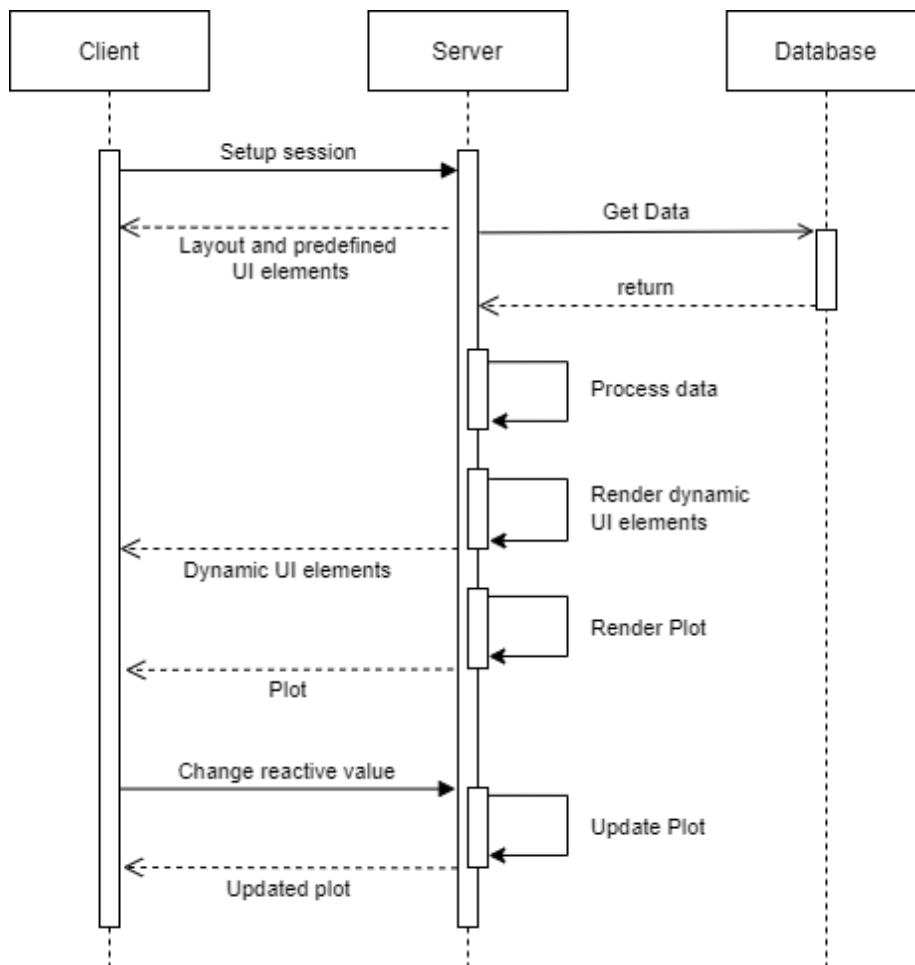 Client
Server
Database
Setup session
Get Data
Layout and predefined
UI elements
return
Process data
Render dynamic
UI elements
Dynamic UI elements
Render Plot
Plot
Change reactive value
Update Plot
Updated plot